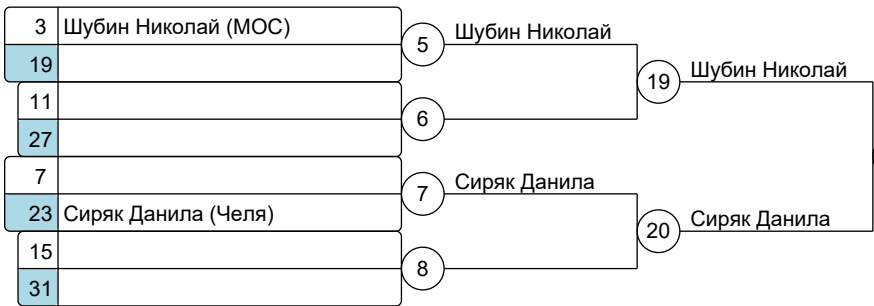 3 Шубин Николай (МОС)
5 Шубин Николай
19
19 Шубин Николай
11
6
27
7
7 Сиряк Данила
23 Сиряк Данила (Челя)
20 Сиряк Данила
15
8
31